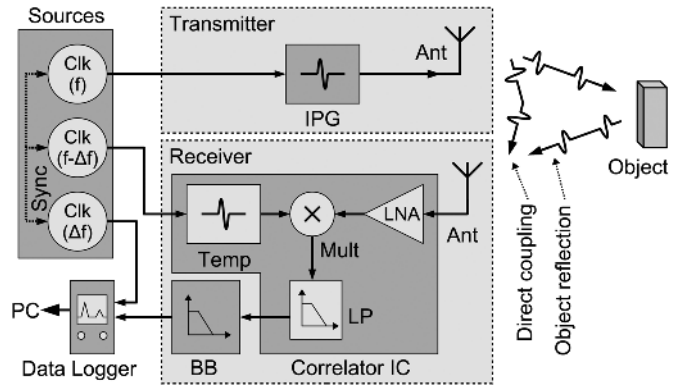 Sources
Clk
(f)
Clk
(f-Δf)
Clk
(Δf)
Sync
PC
Data Logger
Transmitter
IPG
Ant
Receiver
Temp
Mult
LNA
Ant
LP
BB
Correlator IC
Direct coupling
Object reflection
Object